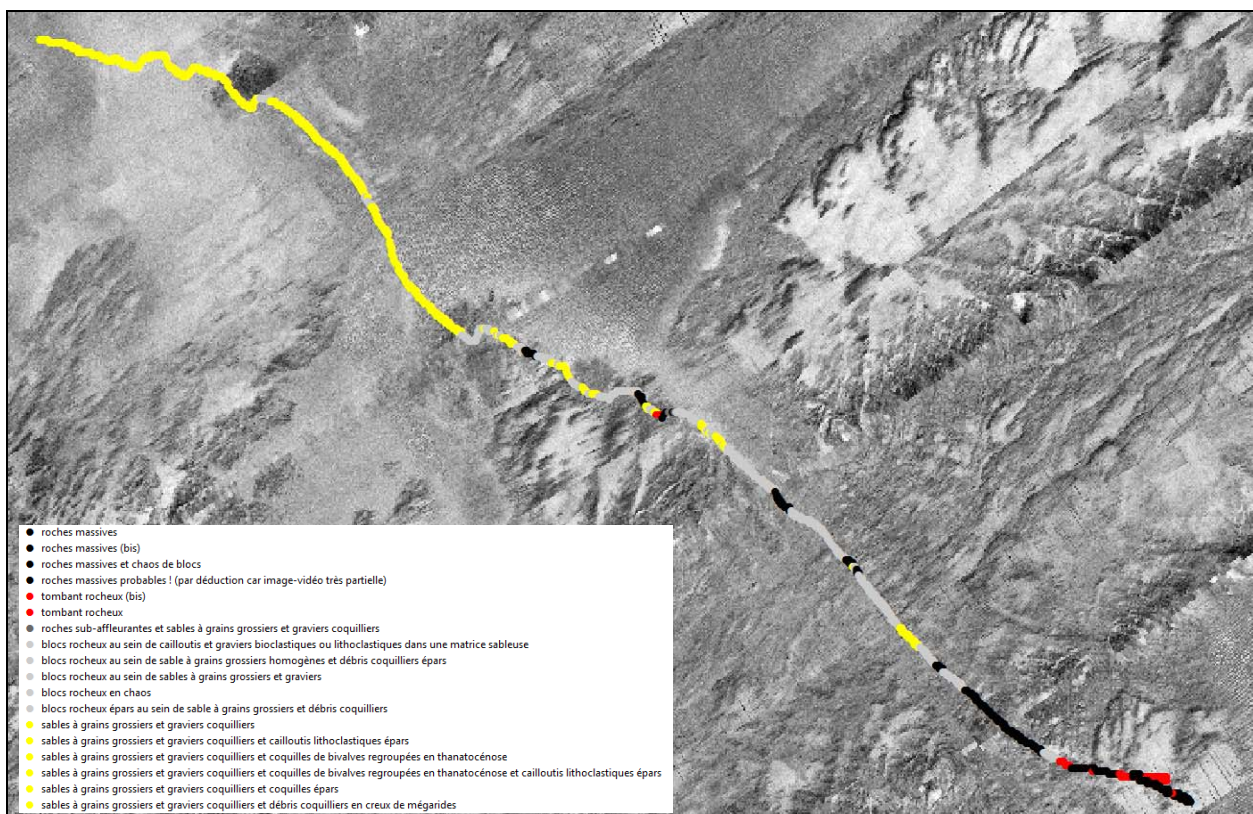 roches massives
roches massives (bis)
roches massives et chaos de blocs
roches massives probables ! (par déduction car image-vidéo très partielle)
tombant rocheux (bis)
tombant rocheux
roches sub-affleurantes et sables à grains grossiers et graviers coquilliers
blocs rocheux au sein de cailloutis et graviers bioclastiques ou lithoclastiques dans une matrice sableuse
blocs rocheux au sein de sable à grains grossiers homogènes et débris coquilliers épars
blocs rocheux au sein de sables à grains grossiers et graviers
blocs rocheux en chaos
blocs rocheux épars au sein de sable à grains grossiers et débris coquilliers
sables à grains grossiers et graviers coquilliers
sables à grains grossiers et graviers coquilliers et cailloutis lithoclastiques épars
sables à grains grossiers et graviers coquilliers et coquilles de bivalves regroupées en thanatocénose
sables à grains grossiers et graviers coquilliers et coquilles de bivalves regroupées en thanatocénose et cailloutis lithoclastiques épars
sables à grains grossiers et graviers coquilliers et coquilles épars
sables à grains grossiers et graviers coquilliers et débris coquilliers en creux de mégarides